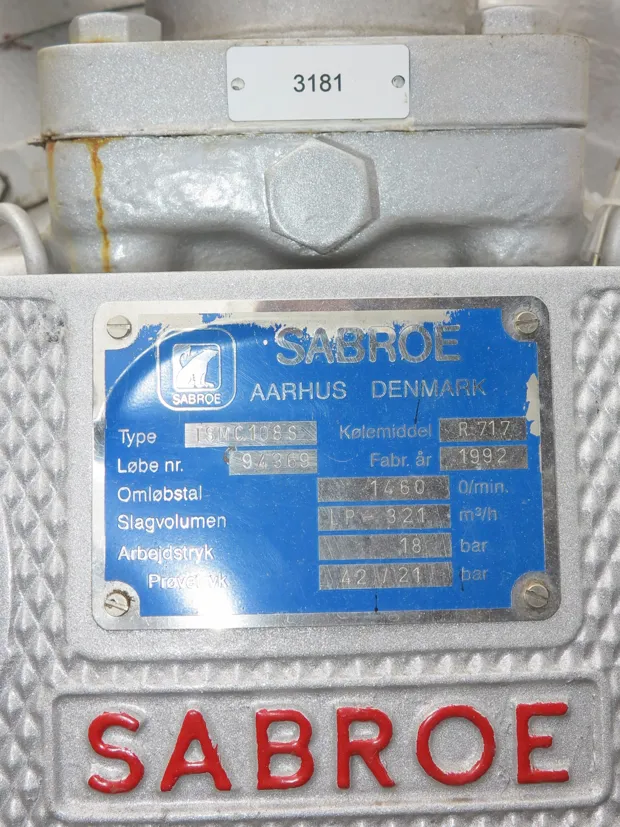 3181
SABROE
SABROE
AARHUS DENMARK
Type TSMC108S Kølemiddel R-717
Løbe nr. Fabr. år 1992
Omløbstal 1460 0/min.
Slagvolumen LP-321 m³/h
Arbejdstryk 18 bar
42/21 bar
SABROE